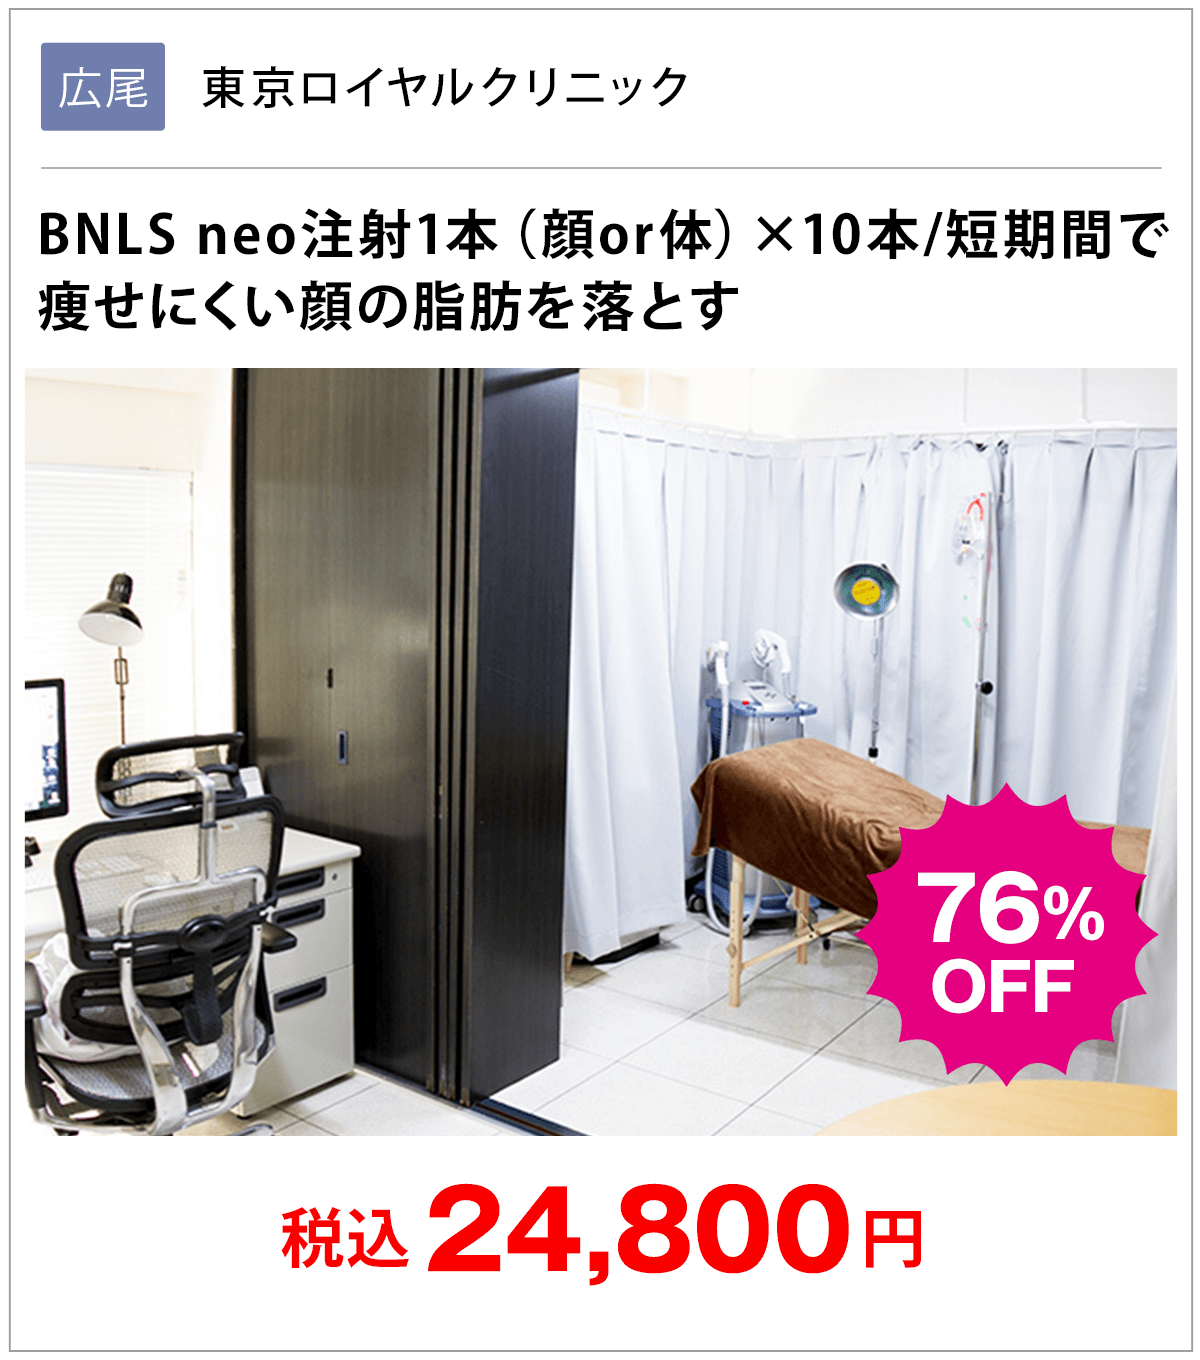 広尾 東京ロイヤルクリニック
BNLS neo注射1本（顔or体）×10本/短期間で
痩せにくい顔の脂肪を落とす
76%
OFF
税込24,800円